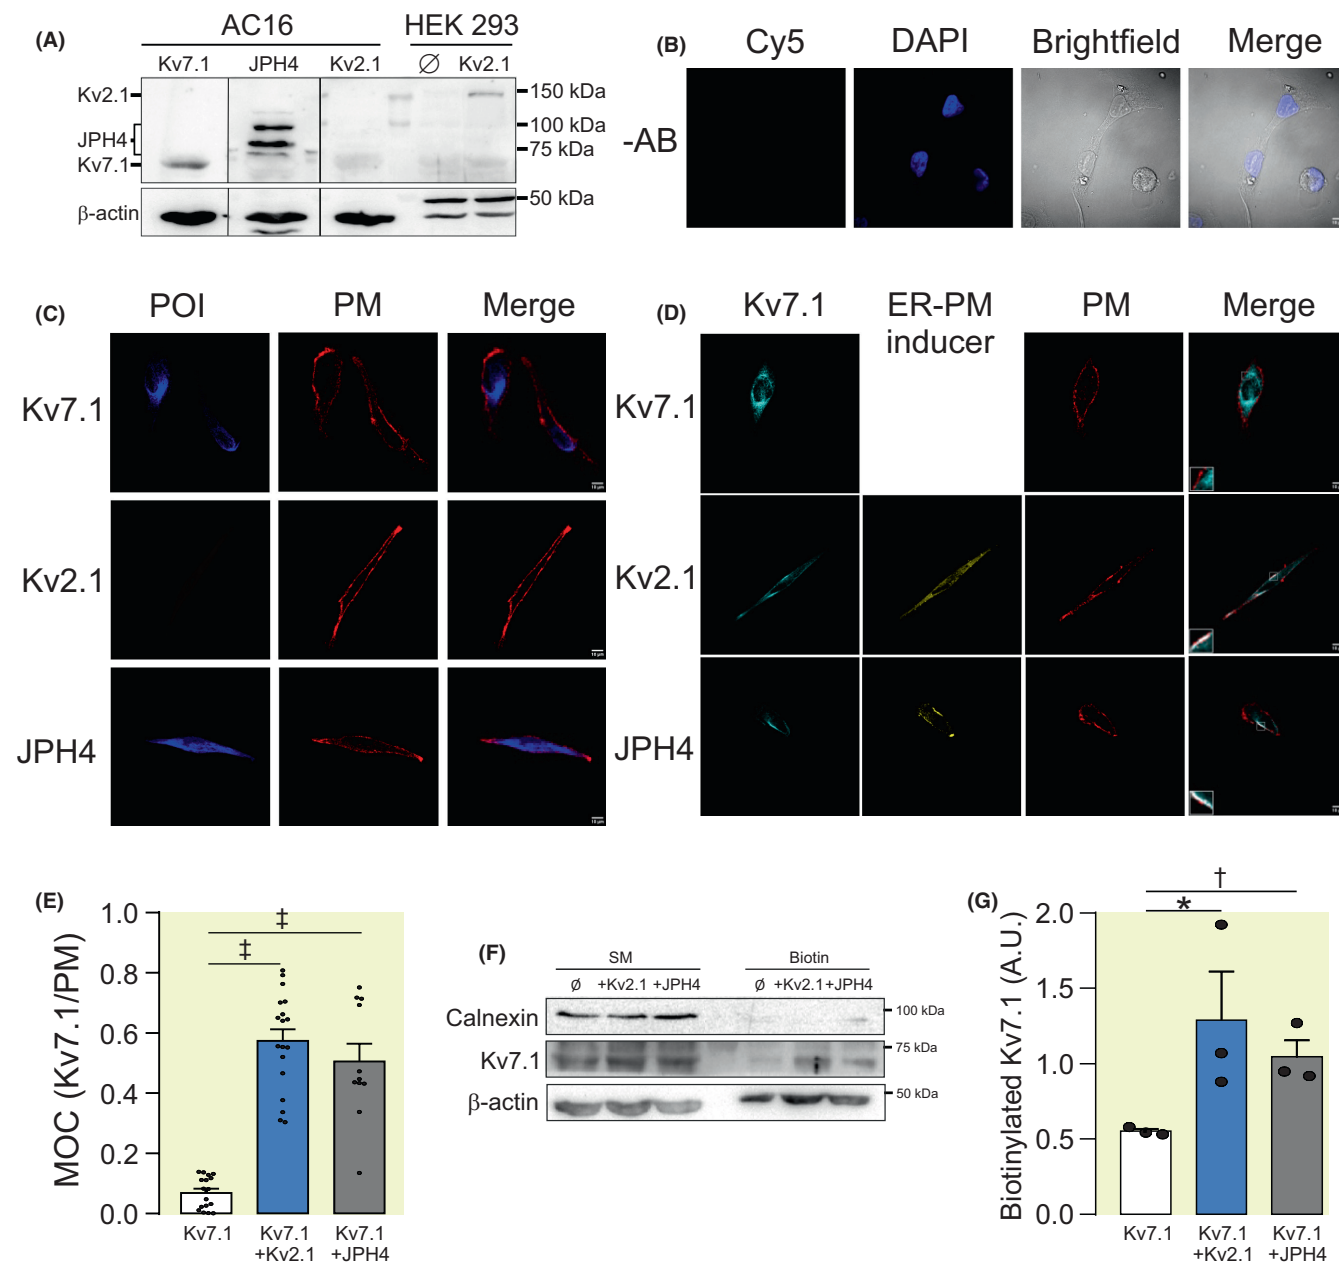 (A)
AC16 HEK 293
Kv7.1 JPH4 Kv2.1 ∅ Kv2.1
Kv2.1
JPH4
Kv7.1
β-actin
150 kDa
100 kDa
75 kDa
50 kDa
(B)
Cy5 DAPI Brightfield Merge
-AB
(C)
POI PM Merge
Kv7.1
Kv2.1
JPH4
(D)
Kv7.1 ER-PM inducer PM Merge
Kv7.1
Kv2.1
JPH4
(E)
MOC (Kv7.1/PM)
1.0
0.8
0.6
0.4
0.2
0.0
‡
‡
Kv7.1 Kv7.1 Kv7.1
+Kv2.1 +JPH4
(F)
SM Biotin
ø +Kv2.1 +JPH4 ø +Kv2.1 +JPH4
Calnexin 100 kDa
Kv7.1 75 kDa
β-actin 50 kDa
(G)
Biotinylated Kv7.1 (A.U.)
2.0
1.5
1.0
0.5
0.0
†
*
Kv7.1 Kv7.1 Kv7.1
+Kv2.1 +JPH4